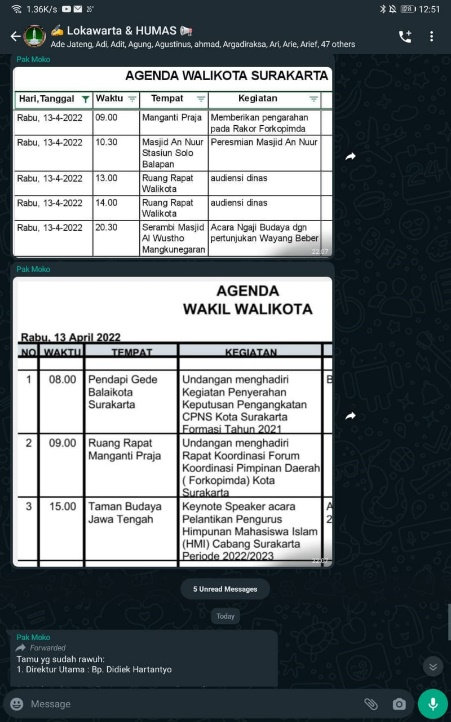 1.36K/s
12:51
Lokawarta & HUMAS
Ade Jateng, Adi, Adit, Agung, Agustinus, ahmad, Argadiraksa, Ari, Arie, Arief, 47 others
Pak Moko
AGENDA WALIKOTA SURAKARTA
Hari,Tanggal Waktu Tempat Kegiatan
Rabu, 13-4-2022 09.00 Manganti Praja Memberikan pengarahan
pada Rakor Forkopimda
Rabu, 13-4-2022 10.30 Masjid An Nuur Peresmian Masjid An Nuur
Stasiun Solo
Balapan
Rabu, 13-4-2022 13.00 Ruang Rapat audiensi dinas
Walikota
Rabu, 13-4-2022 14.00 Ruang Rapat audiensi dinas
Walikota
Rabu, 13-4-2022 20.30 Serambi Masjid Acara Ngaji Budaya dgn
Al Wustho pertunjukan Wayang Beber
Mangkunegaran
Pak Moko
AGENDA
WAKIL WALIKOTA
Rabu, 13 April 2022
NO WAKTU TEMPAT KEGIATAN
1 08.00 Pendapi Gede Undangan menghadiri
Balaikota Kegiatan Penyerahan
Surakarta Keputusan Pengangkatan
CPNS Kota Surakarta
Formasi Tahun 2021
2 09.00 Ruang Rapat Undangan menghadiri
Manganti Praja Rapat Koordinasi Forum
Koordinasi Pimpinan Daerah
( Forkopimda) Kota
Surakarta
3 15.00 Taman Budaya Keynote Speaker acara
Jawa Tengah Pelantikan Pengurus
Himpunan Mahasiswa Islam
(HMI) Cabang Surakarta
Periode 2022/2023
5 Unread Messages
Today
Pak Moko
Forwarded
Tamu yg sudah rawuh:
1. Direktur Utama : Bp. Didiek Hartantyo
Message